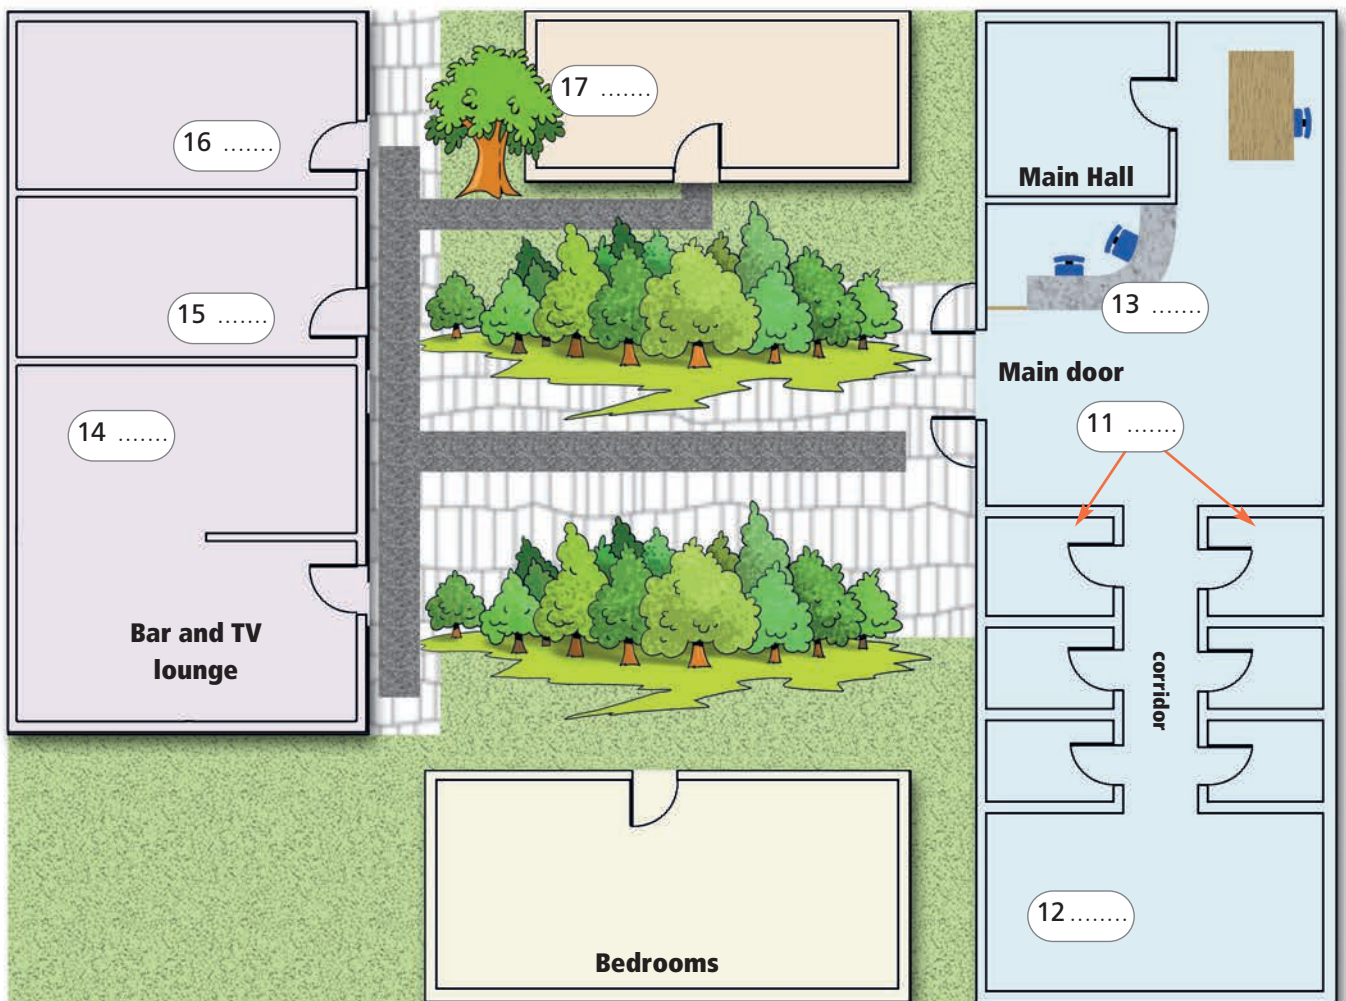 17 .......
16 .......
Main Hall
15 .......
13 .......
Main door
14 .......
11 .......
Bar and TV
lounge
corridor
12 ........
Bedrooms